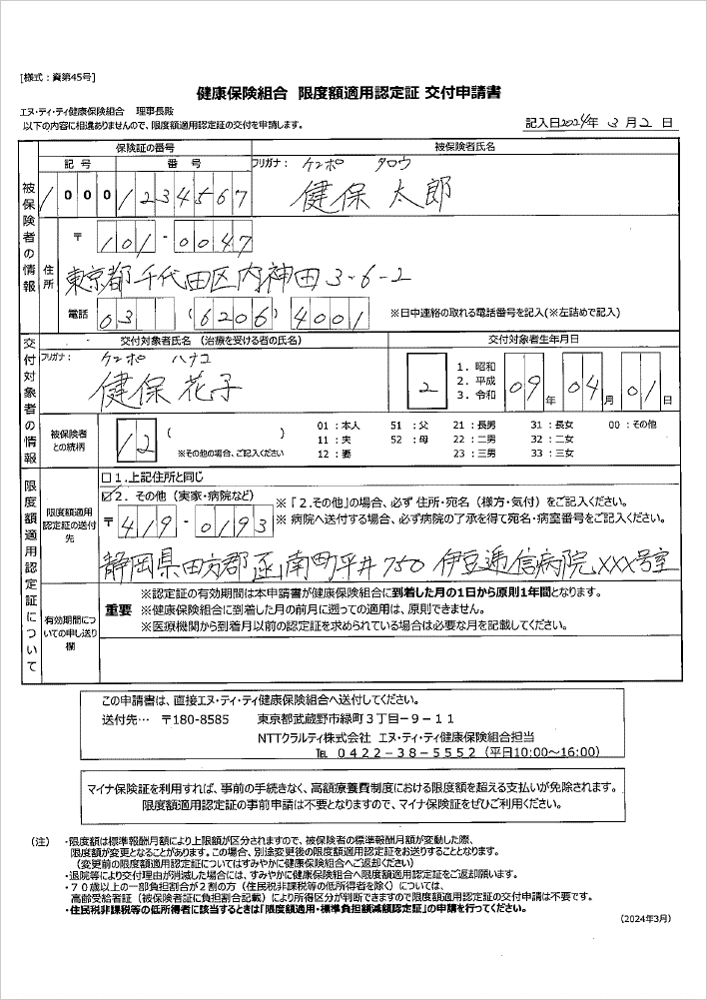 [様式：資第45号]
健康保険組合 限度額適用認定証 交付申請書
エヌ・ティ・ティ健康保険組合 理事長殿
以下の内容に相違ありませんので、限度額適用認定証の交付を申請します。
記入日2024年 3月 2日
被保険者の情報
保険証の番号
被保険者氏名
記号 番号
フリガナ： ケンポ タロウ
1 0 0 0 1 2 3 4 5 6 7
健保 太郎
住所
〒 101-0047
東京都千代田区内神田3-6-2
電話 03 (6206) 4001 ※日中連絡の取れる電話番号を記入(※左詰めで記入)
交付対象者の情報
交付対象者氏名（治療を受ける者の氏名）
交付対象者生年月日
フリガナ： ケンポ ハナコ
健保 花子
2
1．昭和
2．平成
3．令和
09年 04月 01日
被保険者との続柄
12 （ ）
※その他の場合、ご記入ください
01：本人 51：父 21：長男 31：長女 00：その他
11：夫 52：母 22：二男 32：二女
12：妻 23：三男 33：三女
限度額適用認定証について
限度額適用認定証の送付先
□1．上記住所と同じ
☑2．その他（実家・病院など）
※「2.その他」の場合、必ず 住所・宛名（様方・気付）をご記入ください。
〒 419-0193
※ 病院へ送付する場合、必ず病院の了承を得て宛名・病室番号をご記入ください。
静岡県田方郡函南町平井750 伊豆逓信病院XXX号室
有効期間についての申し送り欄
重要
※認定証の有効期間は本申請書が健康保険組合に到着した月の1日から原則1年間となります。
※健康保険組合に到着した月の前月に遡っての適用は、原則できません。
※医療機関から到着月以前の認定証を求められている場合は必要な月を記載してください。
この申請書は、直接エヌ・ティ・ティ健康保険組合へ送付してください。
送付先… 〒180-8585 東京都武蔵野市緑町３丁目－９－１１
NTTクラルティ株式会社 エヌ・ティ・ティ健康保険組合担当
℡ ０４２２－３８－５５５２（平日10:00～16:00）
マイナ保険証を利用すれば、事前の手続きなく、高額療養費制度における限度額を超える支払いが免除されます。
限度額適用認定証の事前申請は不要となりますので、マイナ保険証をぜひご利用ください。
（注） ・限度額は標準報酬月額により上限額が区分されますので、被保険者の標準報酬月額が変動した際、
限度額が変更となることがあります。この場合、別途変更後の限度額適用認定証をお送りすることとなります。
（変更前の限度額適用認定証についてはすみやかに健康保険組合へご返却ください）
・退院等により交付理由が消滅した場合には、すみやかに健康保険組合へ限度額適用認定証をご返却願います。
・７０歳以上の一部負担割合が２割の方（住民税非課税等の低所得者を除く）については、
高齢受給者証（被保険者証に負担割合記載）により所得区分が判断できますので限度額適用認定証の交付申請は不要です。
・住民税非課税等の低所得者に該当するときは「限度額適用・標準負担額減額認定証」の申請を行ってください。
（2024年3月）